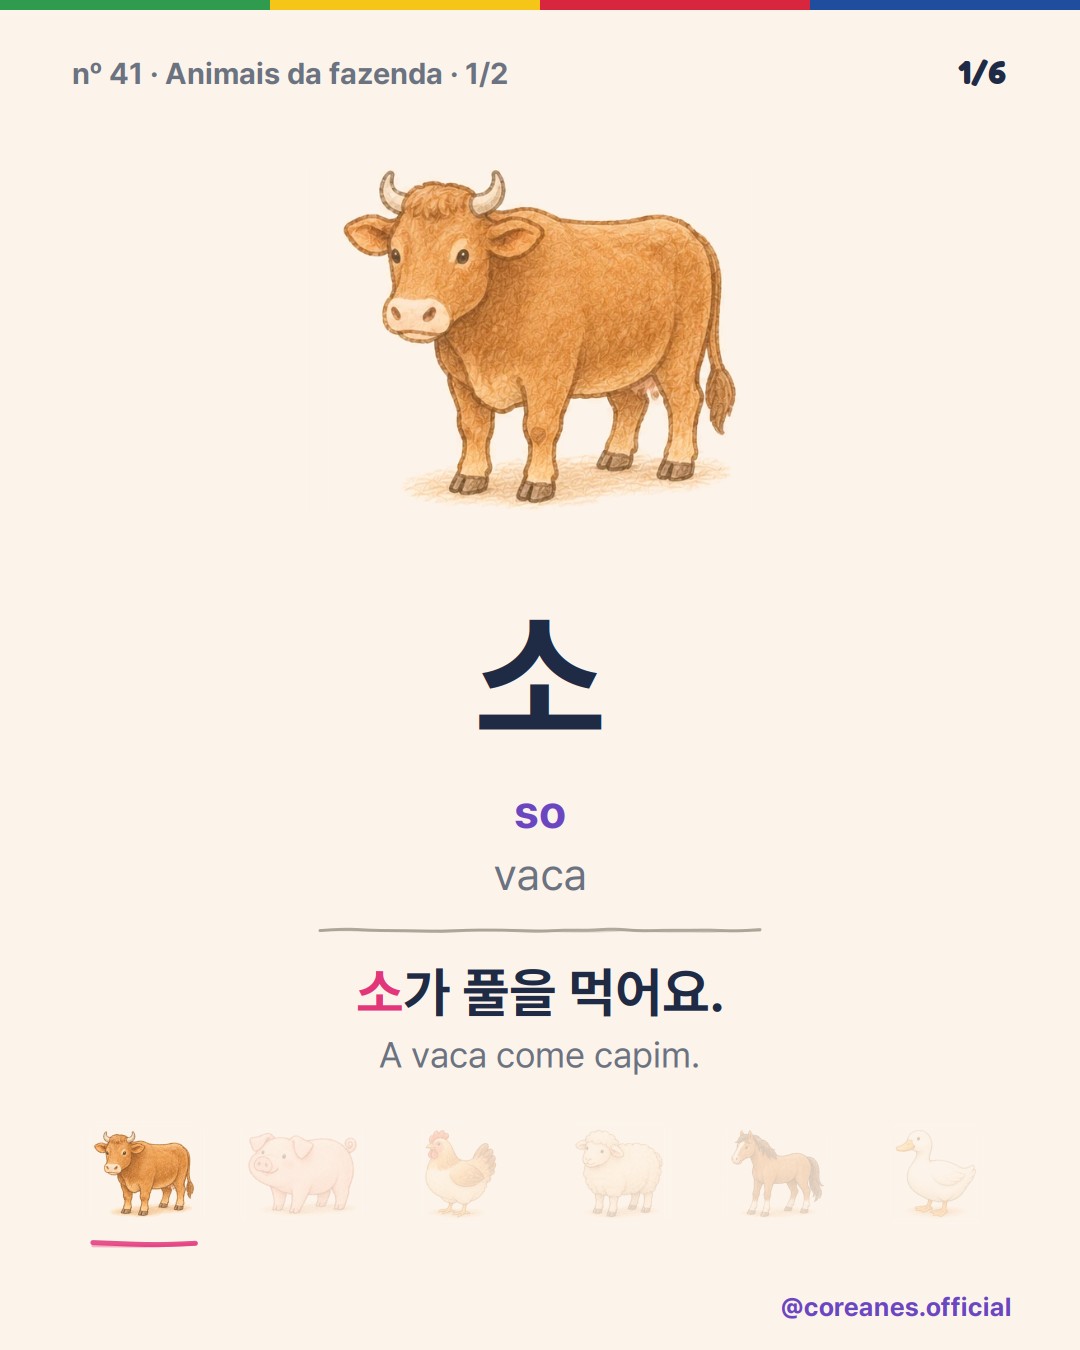 nº 41 · Animais da fazenda · 1/2
1/6
소
so
vaca
소가 풀을 먹어요.
A vaca come capim.
@coreanes.official